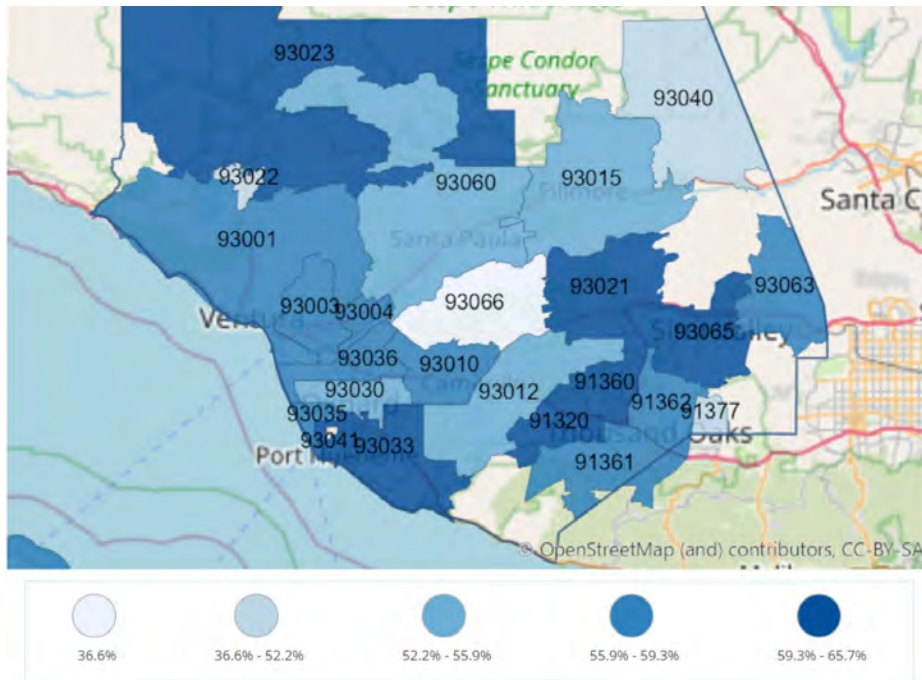 Sespe Condor
Sanctuary
93023
93040
93022
93060
93015
Fillmore
Santa C
93001
Santa Paula
93063
93021
93003
93004
93066
Ventura
93065
93036
93010
93030
93012
91360
91362
91377
93035
91320
Thousand Oaks
93041
93033
Port Hueneme
91361
© OpenStreetMap (and) contributors, CC-BY-SA
36.6%
36.6% - 52.2%
52.2% - 55.9%
55.9% - 59.3%
59.3% - 65.7%